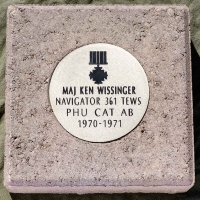 MAJ KEN WISSINGER
NAVIGATOR 361 TEWS
PHU CAT AB
1970-1971